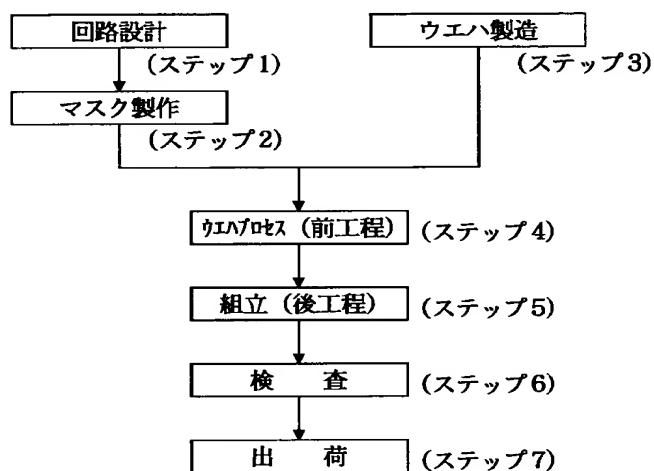 回路設計
(ステップ1)
マスク製作
(ステップ2)
ウエハ製造
(ステップ3)
ウエハプロセス（前工程）
(ステップ4)
組立（後工程）
(ステップ5)
検　査
(ステップ6)
出　荷
(ステップ7)